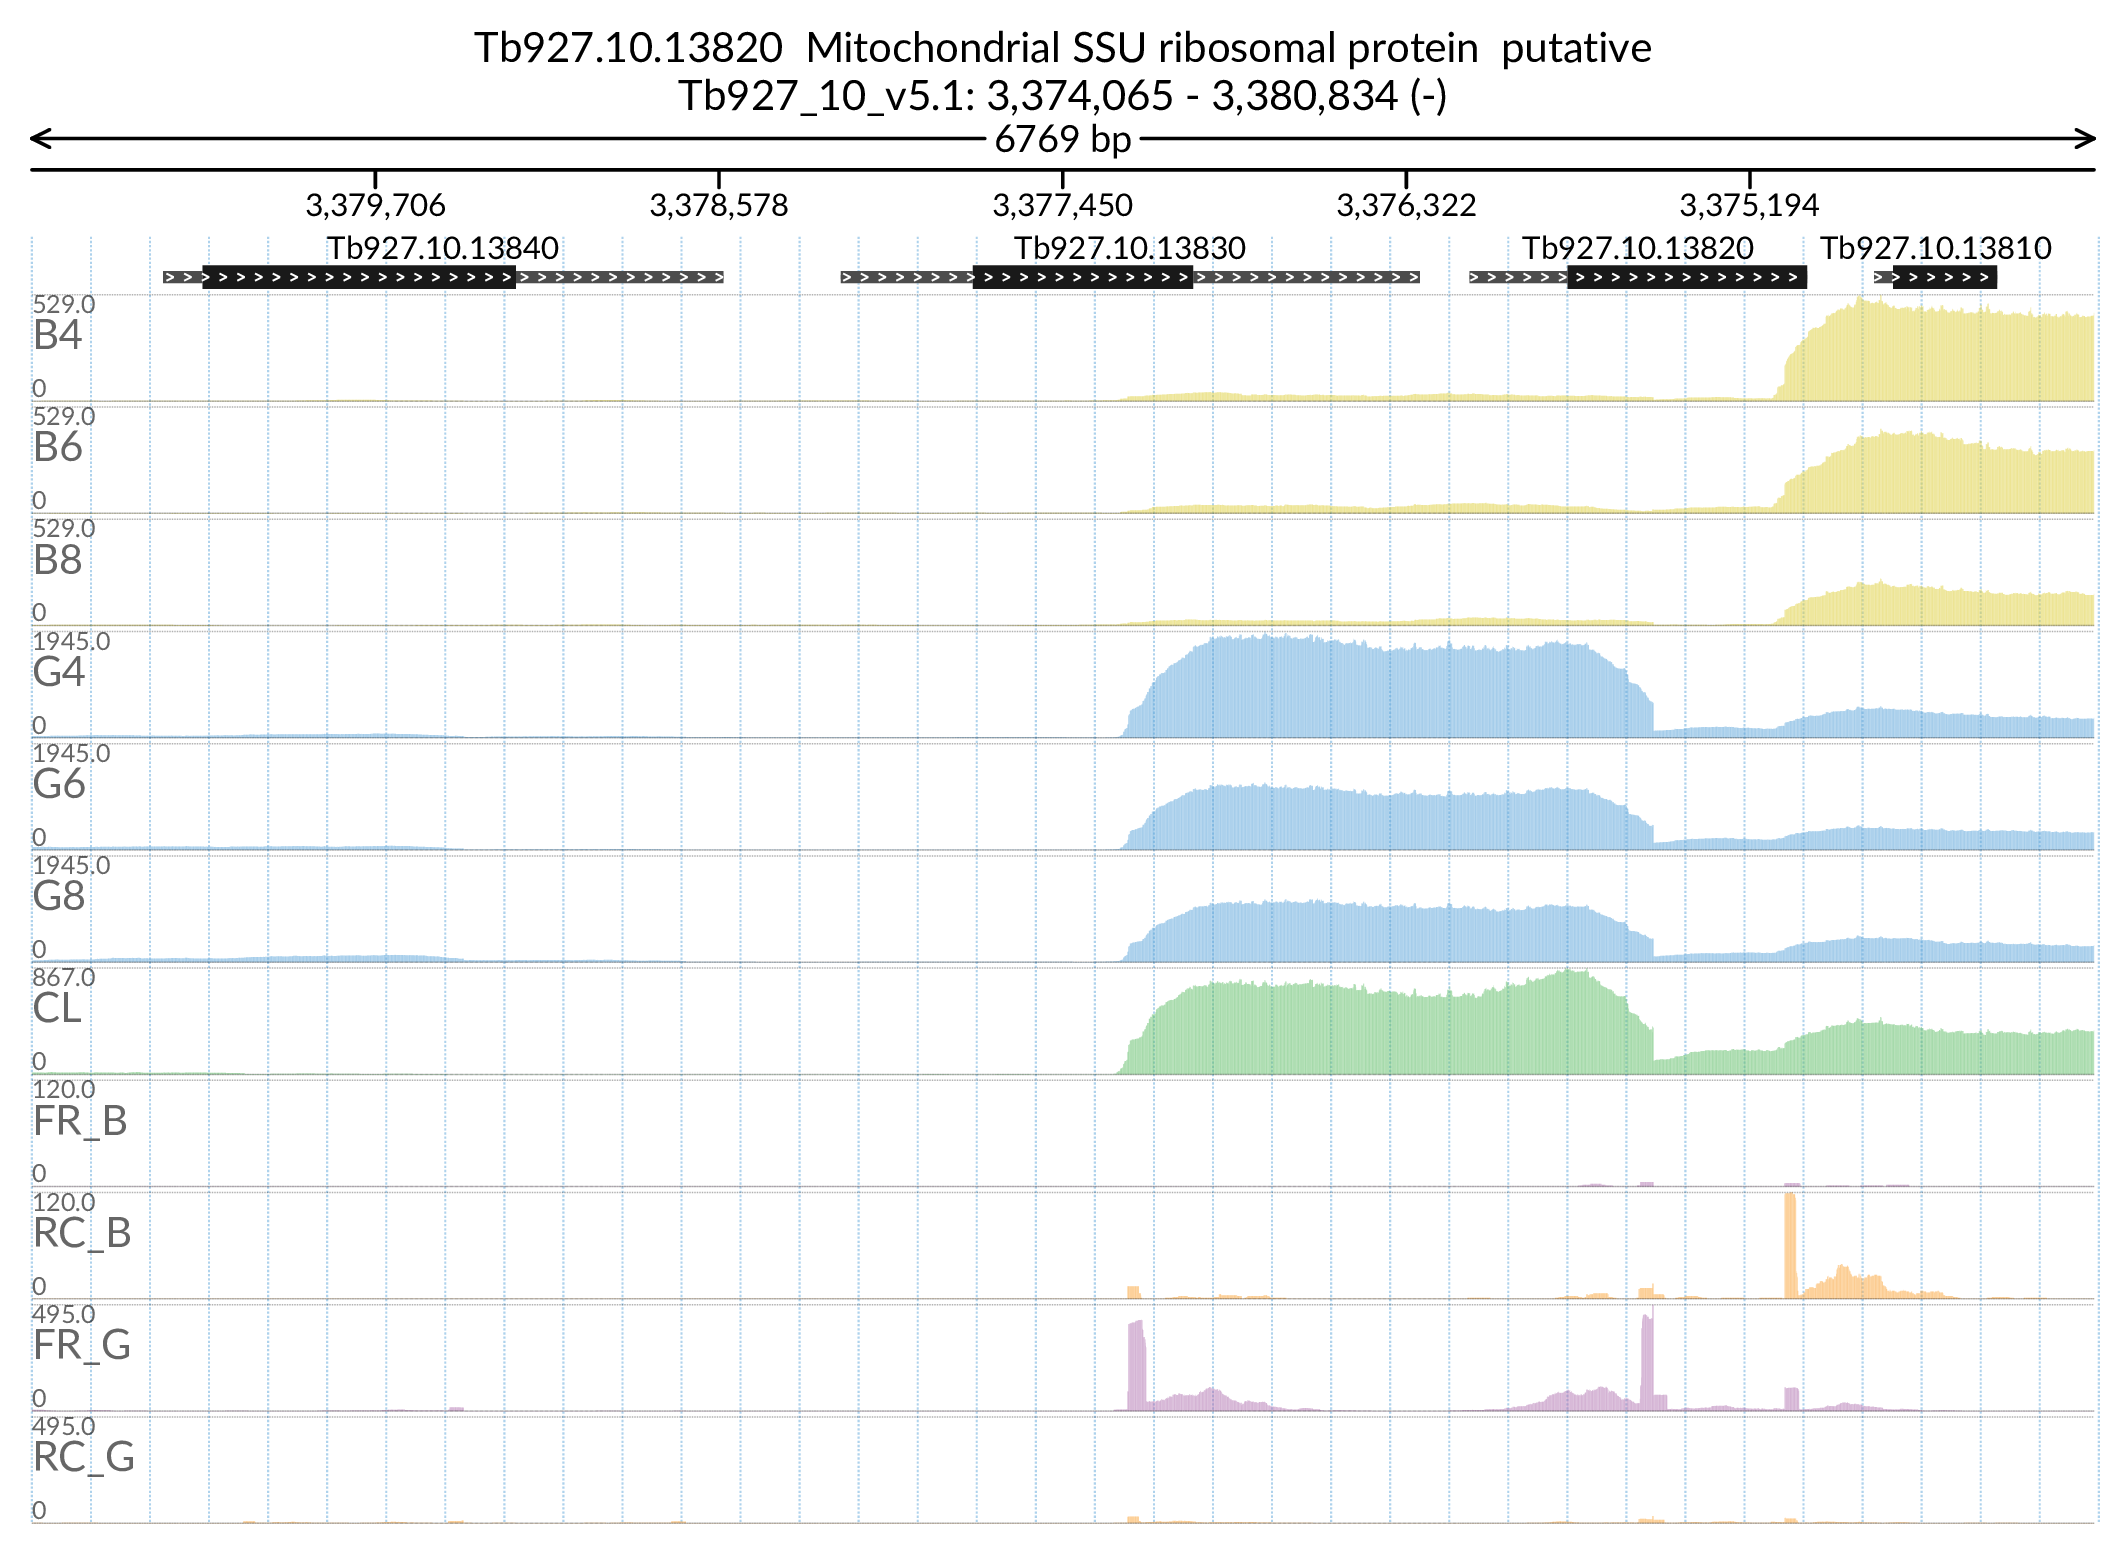 Tb927.10.13820  Mitochondrial SSU ribosomal protein  putative
Tb927_10_v5.1: 3,374,065 - 3,380,834 (-)
6769 bp
3,379,706 3,378,578 3,377,450 3,376,322 3,375,194
Tb927.10.13840 Tb927.10.13830 Tb927.10.13820 Tb927.10.13810
529.0
B4
0
529.0
B6
0
529.0
B8
0
1945.0
G4
0
1945.0
G6
0
1945.0
G8
0
867.0
CL
0
120.0
FR_B
0
120.0
RC_B
0
495.0
FR_G
0
495.0
RC_G
0